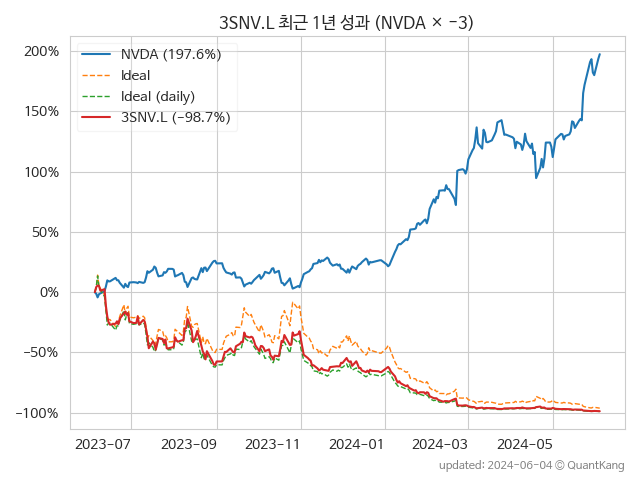 3SNV.L 최근 1년 성과 (NVDA × −3)
NVDA (197.6%)
Ideal
Ideal (daily)
3SNV.L (−98.7%)
200%
150%
100%
50%
0%
−50%
−100%
2023-07 2023-09 2023-11 2024-01 2024-03 2024-05
updated: 2024-06-04 © QuantKang